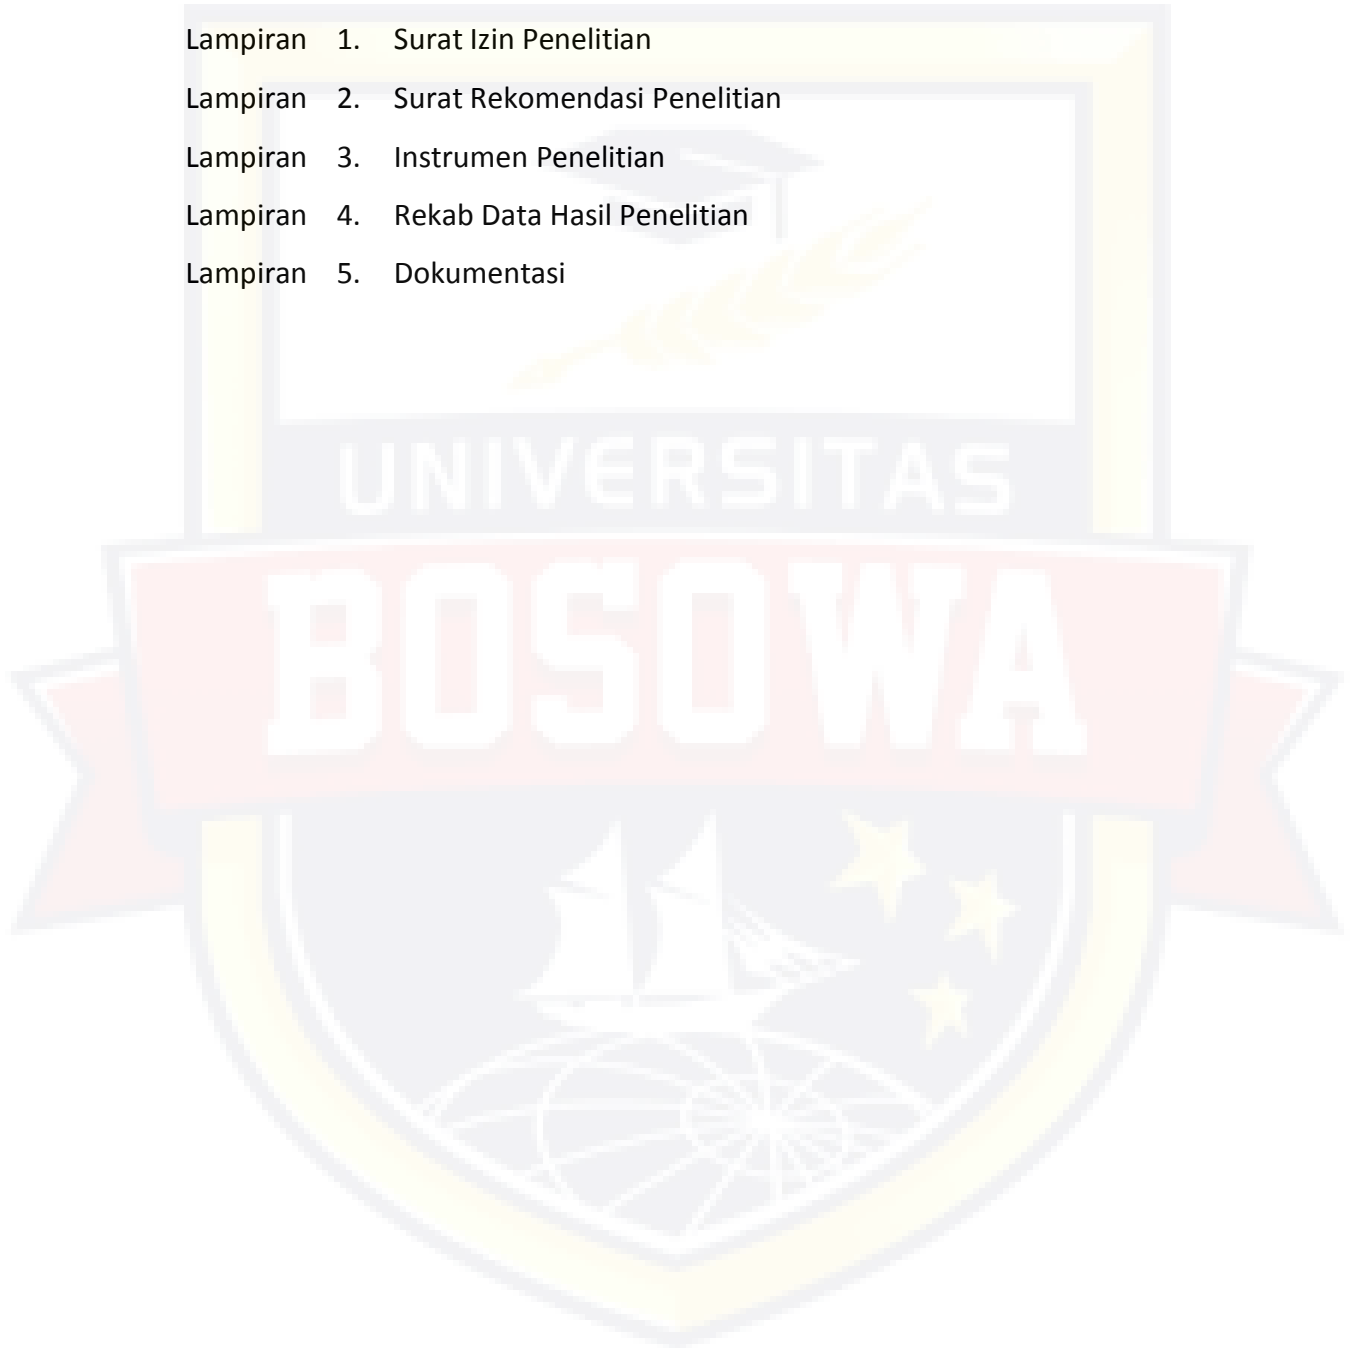 Lampiran 1. Surat Izin Penelitian
Lampiran 2. Surat Rekomendasi Penelitian
Lampiran 3. Instrumen Penelitian
Lampiran 4. Rekab Data Hasil Penelitian
Lampiran 5. Dokumentasi
UNIVERSITAS
BOSOWA